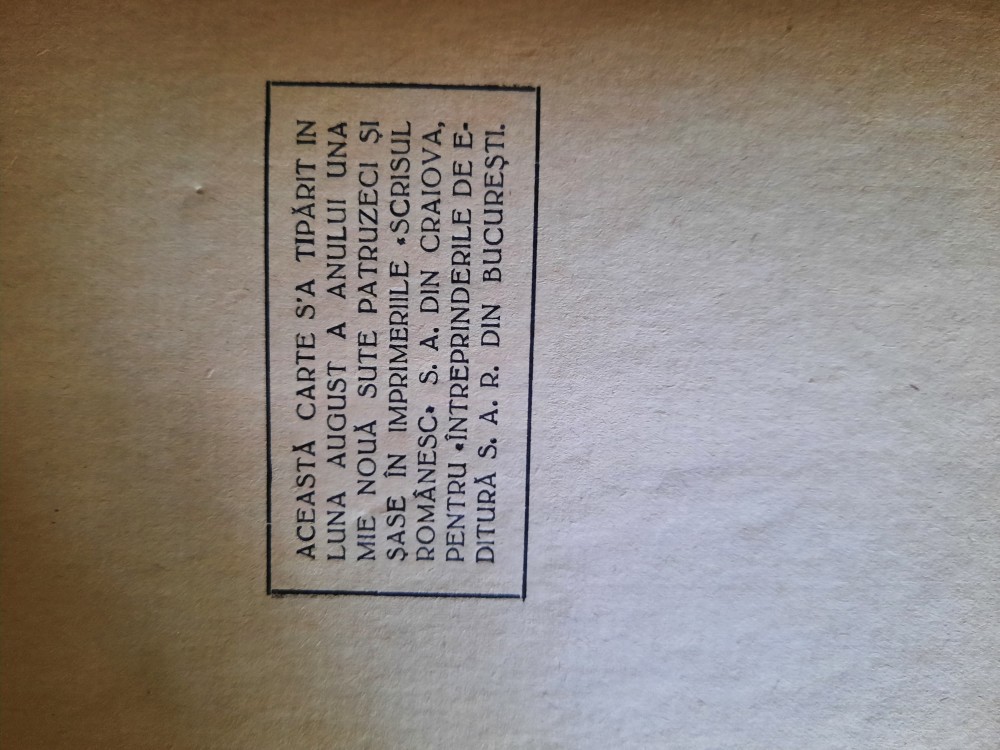 ACEASTĂ CARTE S'A TIPĂRIT IN
LUNA AUGUST A ANULUI UNA
MIE NOUĂ SUTE PATRUZECI ȘI
ȘASE ÎN IMPRIMERIILE «SCRISUL
ROMÂNESC» S. A. DIN CRAIOVA,
PENTRU «ÎNTREPRINDERILE DE E-
DITURĂ S. A. R. DIN BUCUREȘTI.